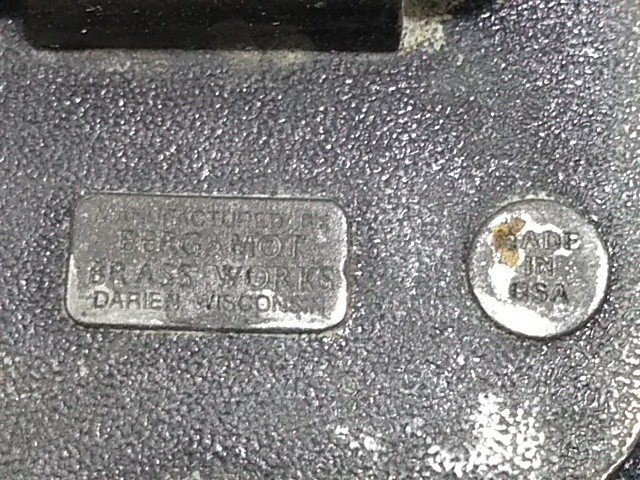 MANUFACTURED BY
BERGAMOT
BRASS WORKS
DARIEN, WISCONSIN
MADE
IN
USA